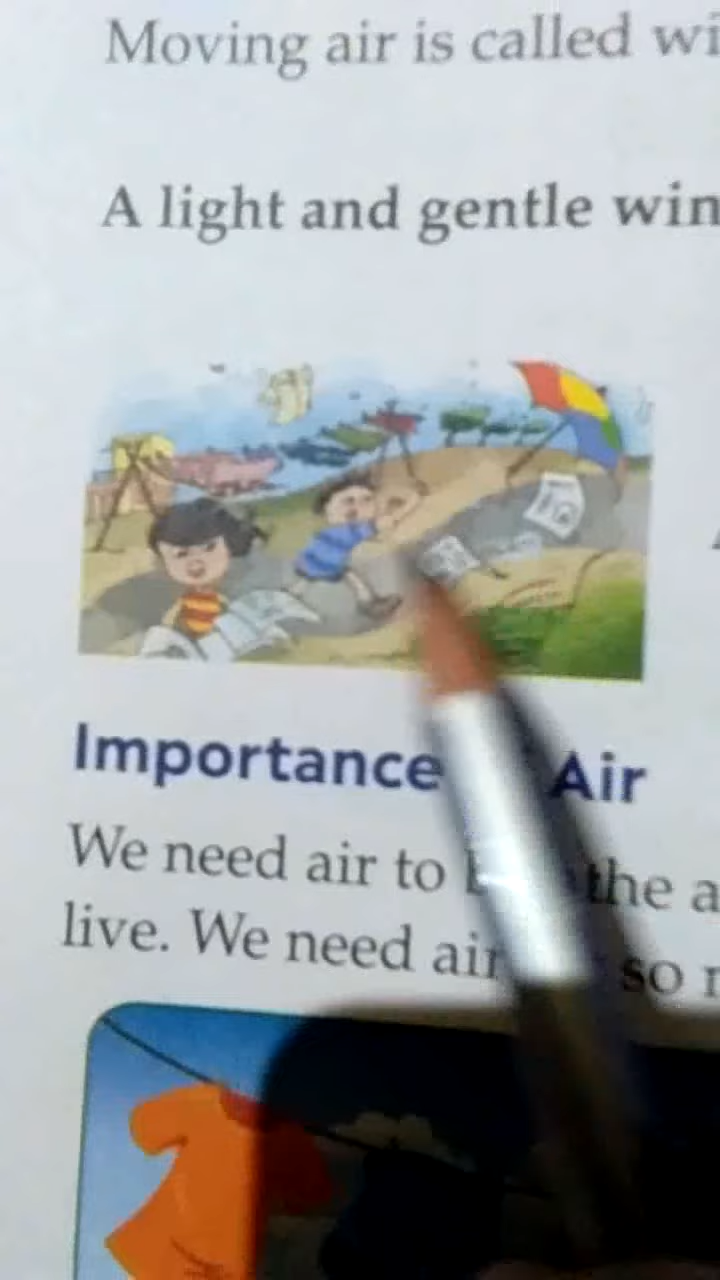 Moving air is called wi
A light and gentle win
Importance Air
We need air to the a
live. We need air so